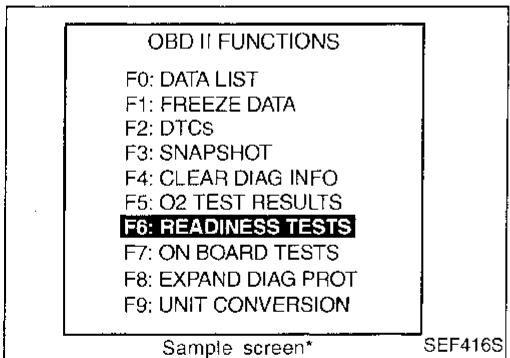 OBD II FUNCTIONS
F0: DATA LIST
F1: FREEZE DATA
F2: DTCs
F3: SNAPSHOT
F4: CLEAR DIAG INFO
F5: O2 TEST RESULTS
F6: READINESS TESTS
F7: ON BOARD TESTS
F8: EXPAND DIAG PROT
F9: UNIT CONVERSION
Sample screen*
SEF416S